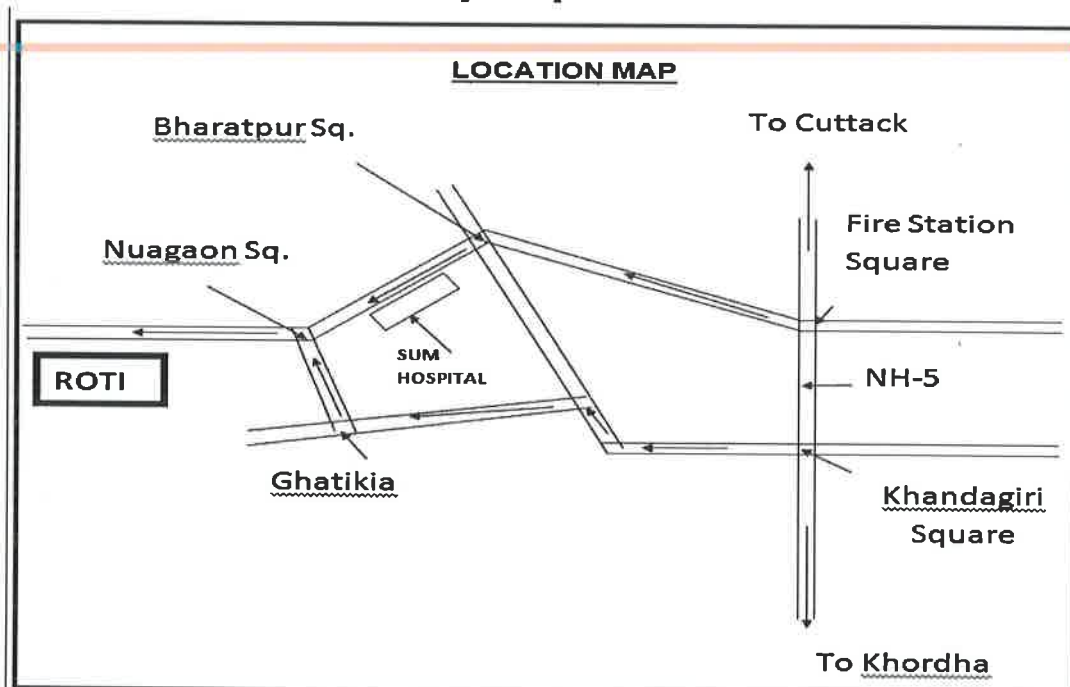 LOCATION MAP
Bharatpur Sq.
To Cuttack
Fire Station
Square
Nuagaon Sq.
SUM
HOSPITAL
ROTI
NH-5
Ghatikia
Khandagiri
Square
To Khordha